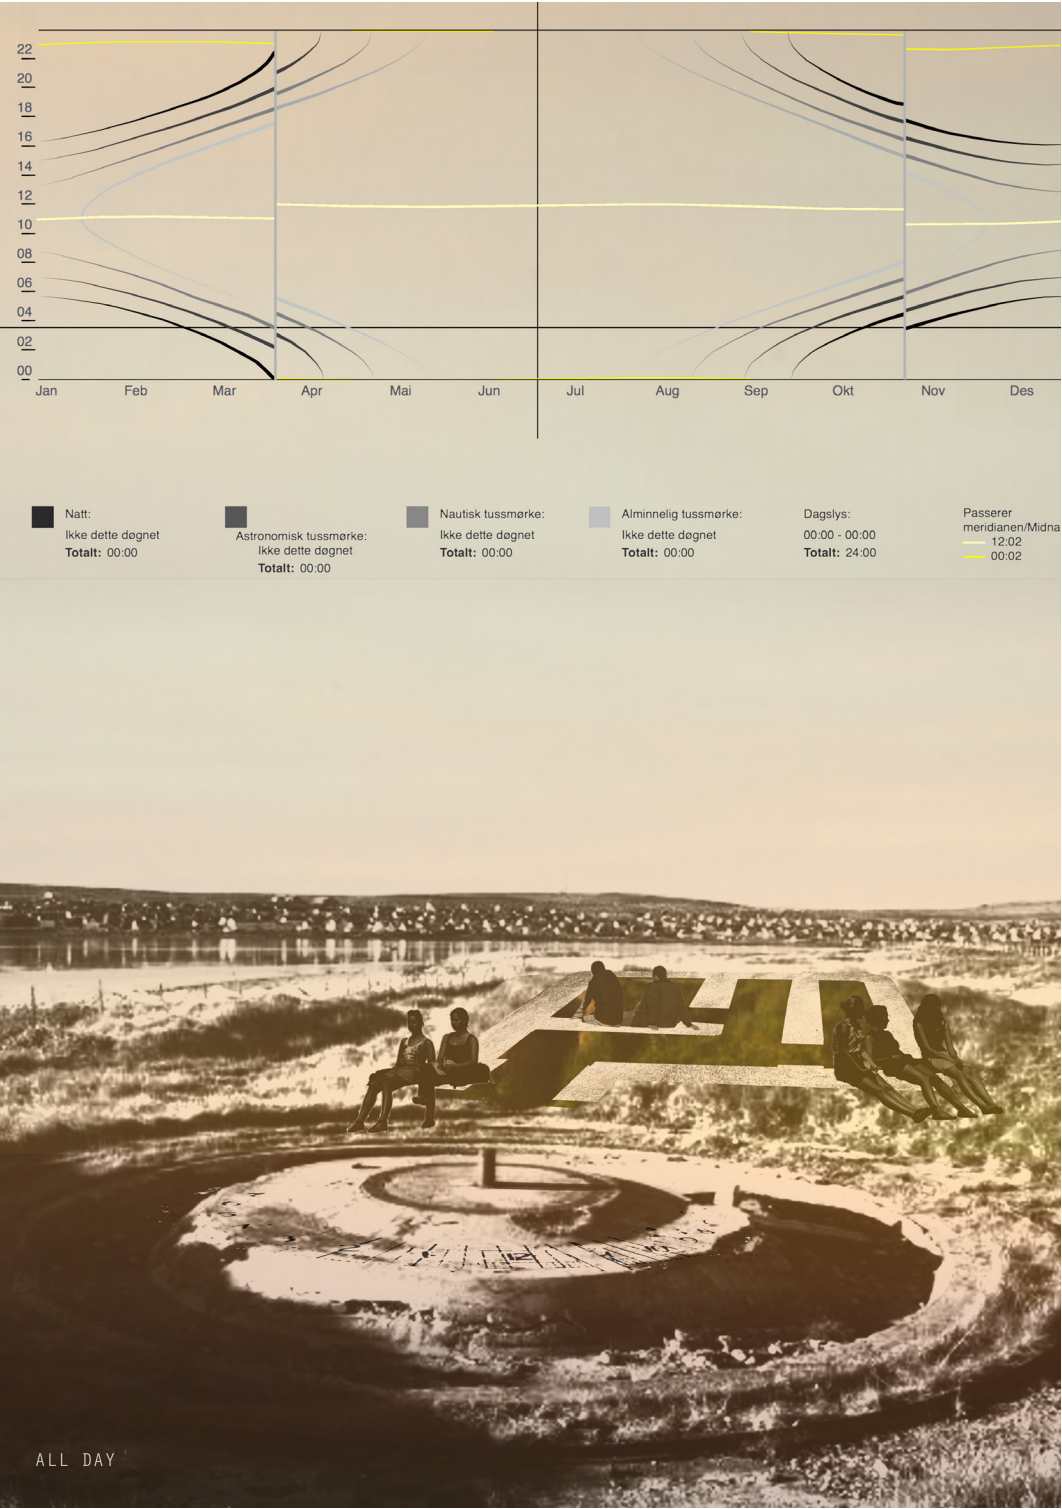 22
20
18
16
14
12
10
08
06
04
02
00
Jan Feb Mar Apr Mai Jun Jul Aug Sep Okt Nov Des
Natt:
Ikke dette døgnet
Totalt: 00:00
Astronomisk tussmørke:
Ikke dette døgnet
Totalt: 00:00
Nautisk tussmørke:
Ikke dette døgnet
Totalt: 00:00
Alminnelig tussmørke:
Ikke dette døgnet
Totalt: 00:00
Dagslys:
00:00 - 00:00
Totalt: 24:00
Passerer
meridianen/Midna
12:02
00:02
ALL DAY